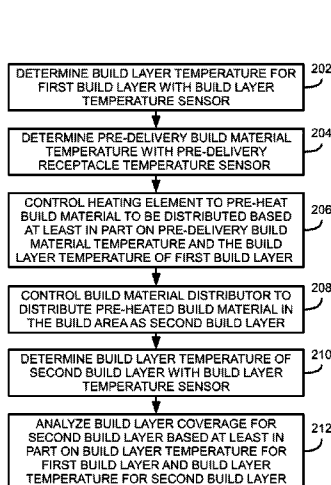 202
DETERMINE BUILD LAYER TEMPERATURE FOR
FIRST BUILD LAYER WITH BUILD LAYER
TEMPERATURE SENSOR
204
DETERMINE PRE-DELIVERY BUILD MATERIAL
TEMPERATURE WITH PRE-DELIVERY
RECEPTACLE TEMPERATURE SENSOR
206
CONTROL HEATING ELEMENT TO PRE-HEAT
BUILD MATERIAL TO BE DISTRIBUTED BASED
AT LEAST IN PART ON PRE-DELIVERY BUILD
MATERIAL TEMPERATURE AND THE BUILD
LAYER TEMPERATURE OF FIRST BUILD LAYER
208
CONTROL BUILD MATERIAL DISTRIBUTOR TO
DISTRIBUTE PRE-HEATED BUILD MATERIAL IN
THE BUILD AREA AS SECOND BUILD LAYER
210
DETERMINE BUILD LAYER TEMPERATURE OF
SECOND BUILD LAYER WITH BUILD LAYER
TEMPERATURE SENSOR
212
ANALYZE BUILD LAYER COVERAGE FOR
SECOND BUILD LAYER BASED AT LEAST IN
PART ON BUILD LAYER TEMPERATURE FOR
FIRST BUILD LAYER AND BUILD LAYER
TEMPERATURE FOR SECOND BUILD LAYER